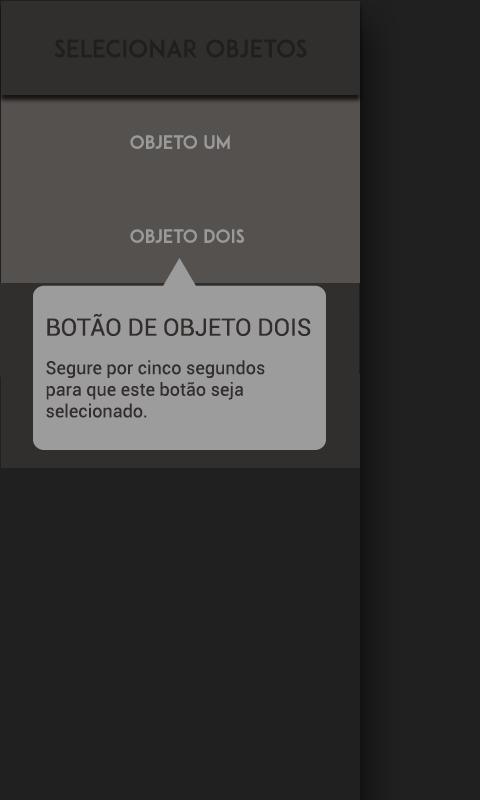 SELECIONAR OBJETOS
OBJETO UM
OBJETO DOIS
BOTÃO DE OBJETO DOIS
Segure por cinco segundos
para que este botão seja
selecionado.